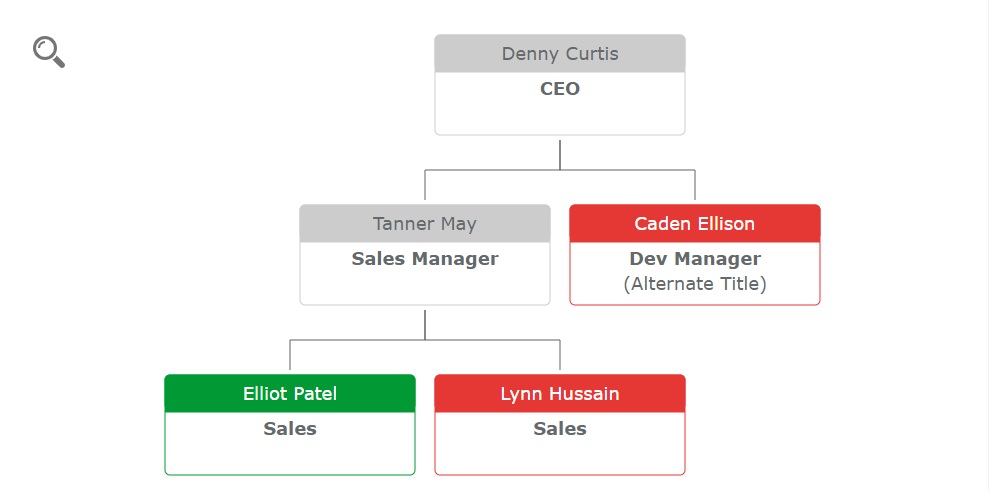 Denny Curtis
CEO
Tanner May
Sales Manager
Caden Ellison
Dev Manager
(Alternate Title)
Elliot Patel
Sales
Lynn Hussain
Sales